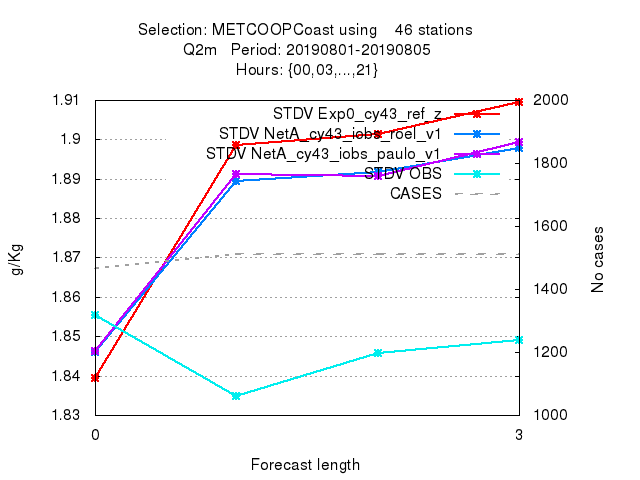 Selection: METCOOPCoast using    46 stations
Q2m   Period: 20190801-20190805
Hours: {00,03,...,21}
1.91
1.9
1.89
1.88
1.87
1.86
1.85
1.84
1.83
g/Kg
STDV Exp0_cy43_ref_z
STDV NetA_cy43_iobs_roel_v1
STDV NetA_cy43_iobs_paulo_v1
STDV OBS
CASES
2000
1800
1600
1400
1200
1000
No cases
0
3
Forecast length